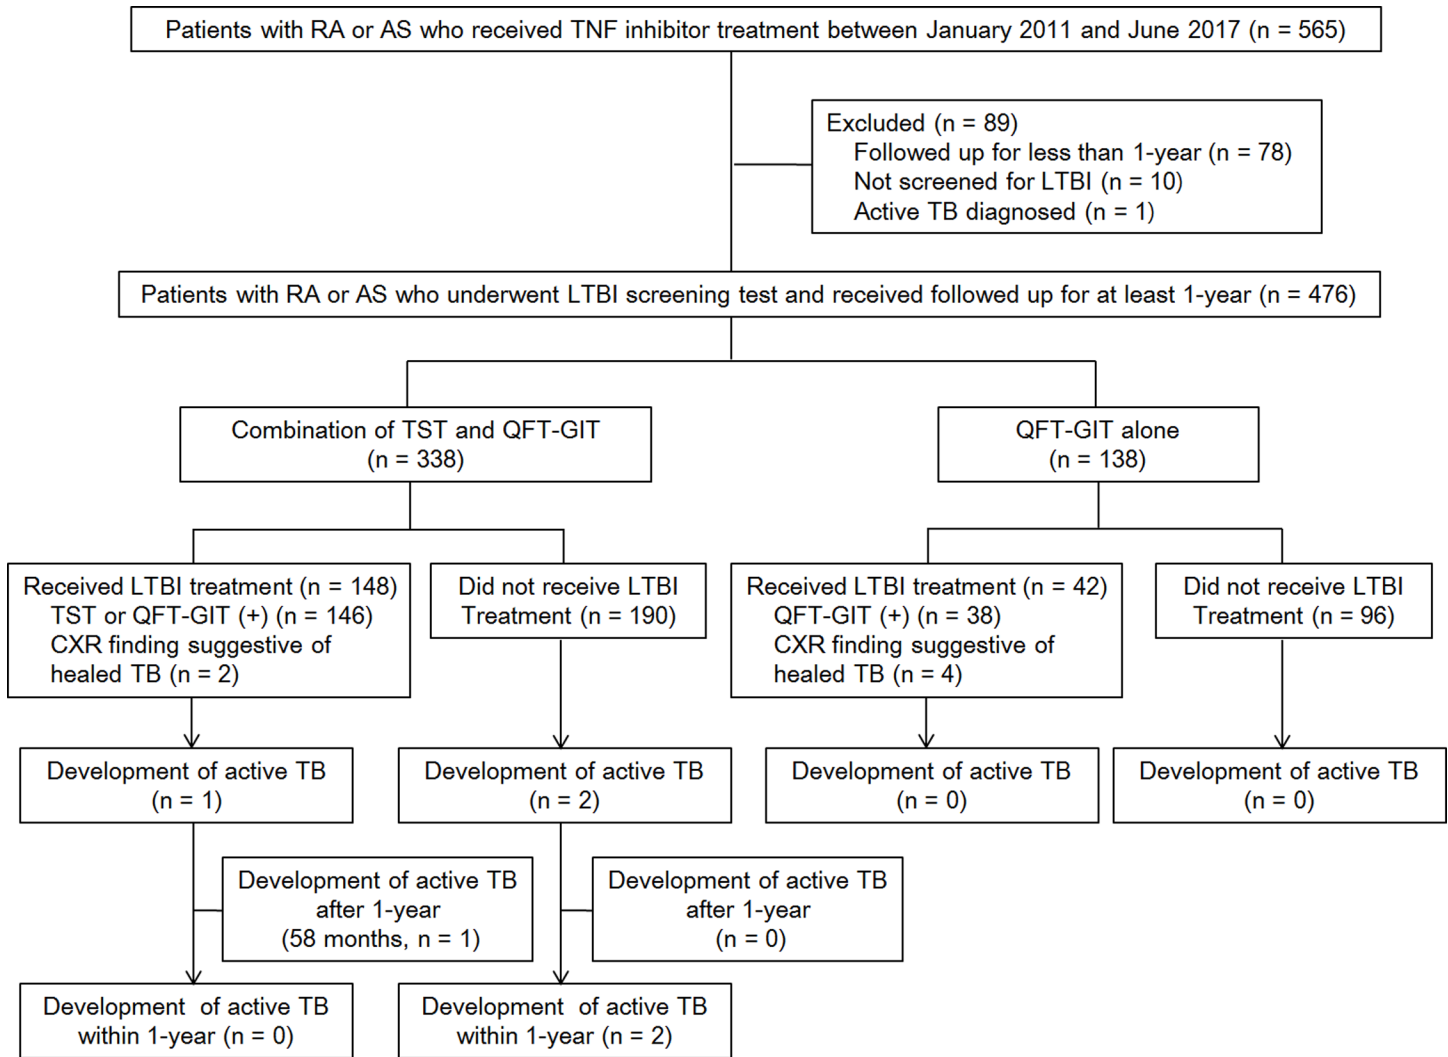 Patients with RA or AS who received TNF inhibitor treatment between January 2011 and June 2017 (n = 565)
Excluded (n = 89)
Followed up for less than 1-year (n = 78)
Not screened for LTBI (n = 10)
Active TB diagnosed (n = 1)
Patients with RA or AS who underwent LTBI screening test and received followed up for at least 1-year (n = 476)
Combination of TST and QFT-GIT
(n = 338)
QFT-GIT alone
(n = 138)
Received LTBI treatment (n = 148)
TST or QFT-GIT (+) (n = 146)
CXR finding suggestive of
healed TB (n = 2)
Did not receive LTBI
Treatment (n = 190)
Received LTBI treatment (n = 42)
QFT-GIT (+) (n = 38)
CXR finding suggestive of
healed TB (n = 4)
Did not receive LTBI
Treatment (n = 96)
Development of active TB
(n = 1)
Development of active TB
(n = 2)
Development of active TB
(n = 0)
Development of active TB
(n = 0)
Development of active TB
after 1-year
(58 months, n = 1)
Development of active TB
after 1-year
(n = 0)
Development of active TB
within 1-year (n = 0)
Development of active TB
within 1-year (n = 2)